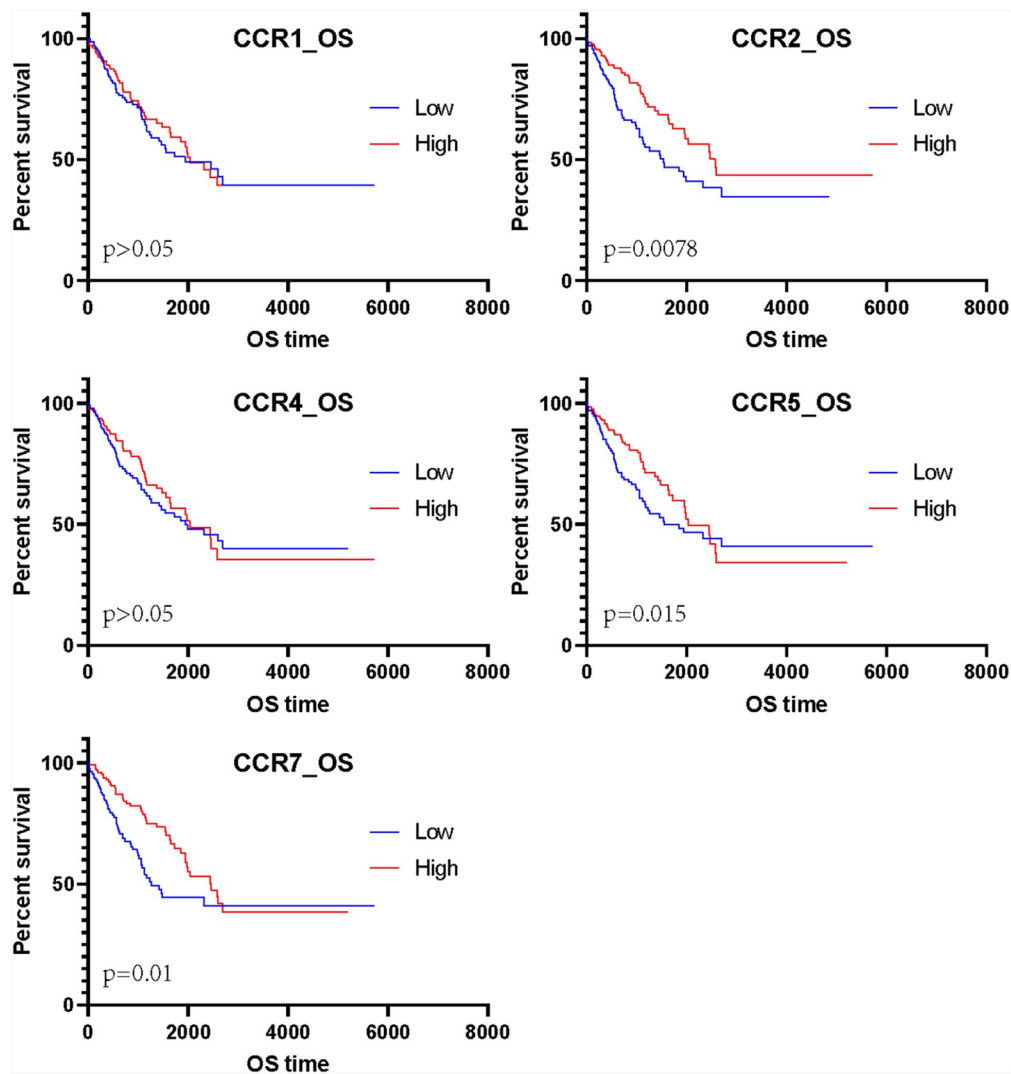 CCR1_OS
Percent survival
100
50
0
Low
High
p>0.05
0 2000 4000 6000 8000
OS time
CCR2_OS
Percent survival
100
50
0
Low
High
p=0.0078
0 2000 4000 6000 8000
OS time
CCR4_OS
Percent survival
100
50
0
Low
High
p>0.05
0 2000 4000 6000 8000
OS time
CCR5_OS
Percent survival
100
50
0
Low
High
p=0.015
0 2000 4000 6000 8000
OS time
CCR7_OS
Percent survival
100
50
0
Low
High
p=0.01
0 2000 4000 6000 8000
OS time